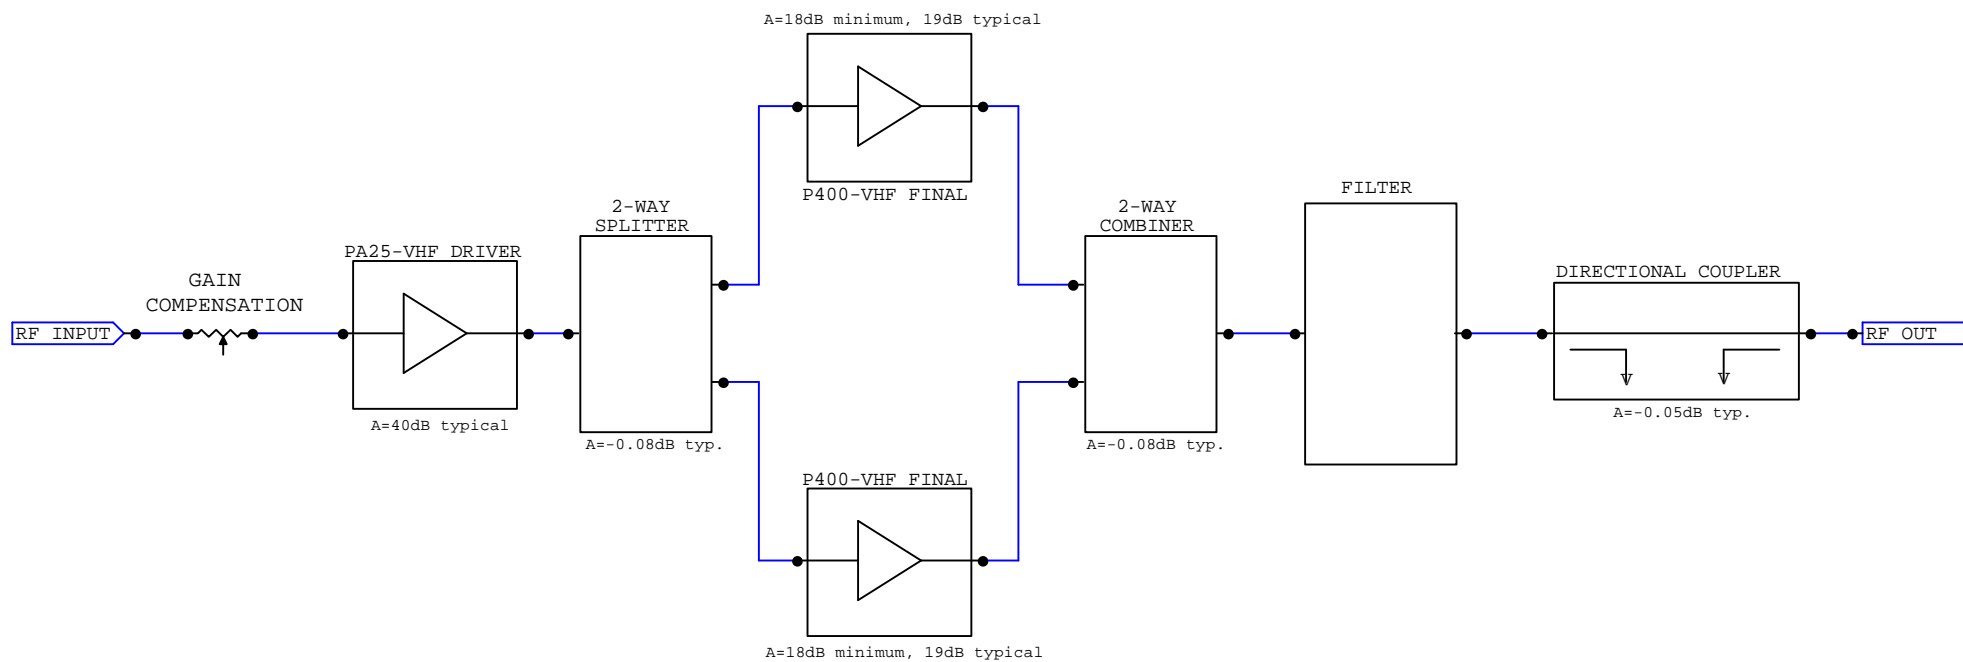 A=18dB minimum, 19dB typical
P400-VHF FINAL
FILTER
2-WAY
SPLITTER
2-WAY
COMBINER
PA25-VHF DRIVER
DIRECTIONAL COUPLER
GAIN
COMPENSATION
RF INPUT
RF OUT
A=40dB typical
A=-0.08dB typ.
A=-0.08dB typ.
A=-0.05dB typ.
P400-VHF FINAL
A=18dB minimum, 19dB typical